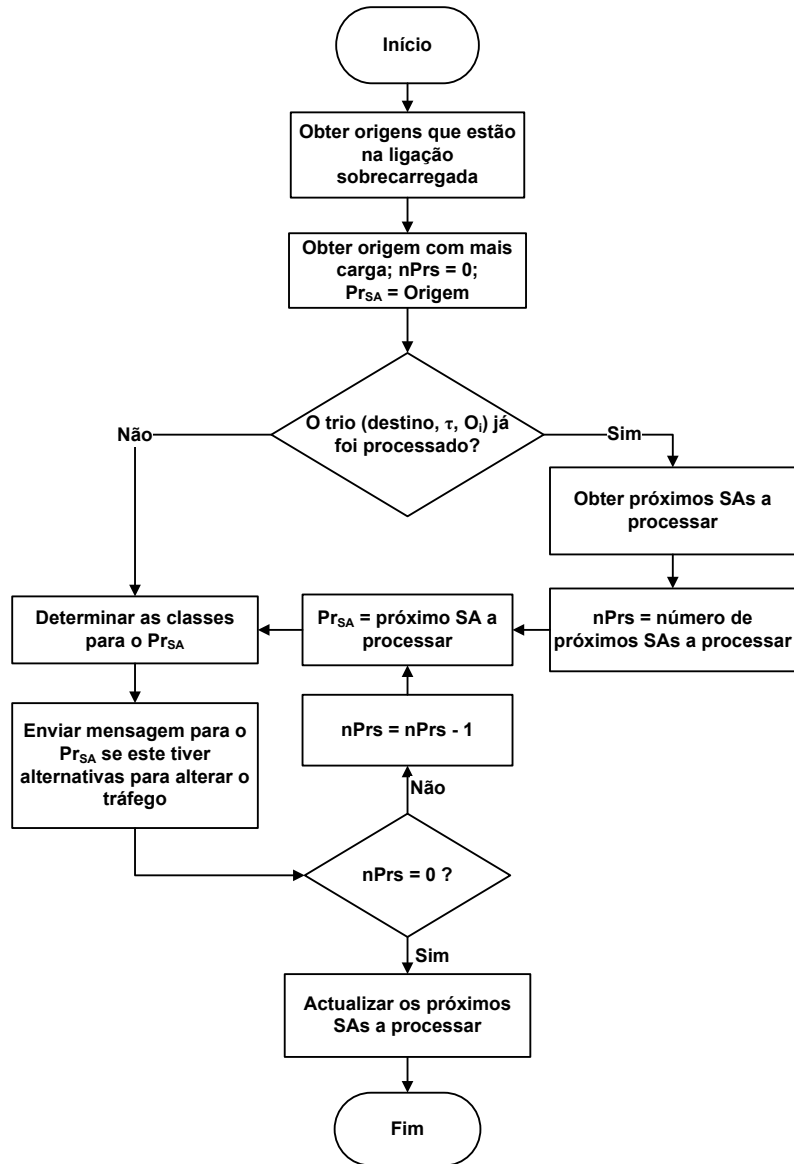 Início
Obter origens que estão
na ligação
sobrecarregada
Obter origem com mais
carga; nPrs = 0;
PrSA = Origem
O trio (destino, τ, Oi) já
foi processado?
Não
Sim
Obter próximos SAs a
processar
nPrs = número de
próximos SAs a processar
PrSA = próximo SA a
processar
Determinar as classes
para o PrSA
Enviar mensagem para o
PrSA se este tiver
alternativas para alterar o
tráfego
nPrs = nPrs - 1
Não
nPrs = 0 ?
Sim
Actualizar os próximos
SAs a processar
Fim